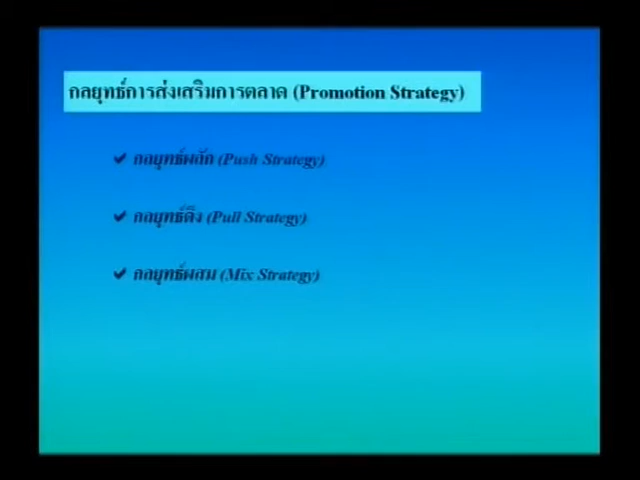 กลยุทธ์การส่งเสริมการตลาด (Promotion Strategy)
✓ กลยุทธ์ผลัก (Push Strategy)
✓ กลยุทธ์ดึง (Pull Strategy)
✓ กลยุทธ์ผสม (Mix Strategy)